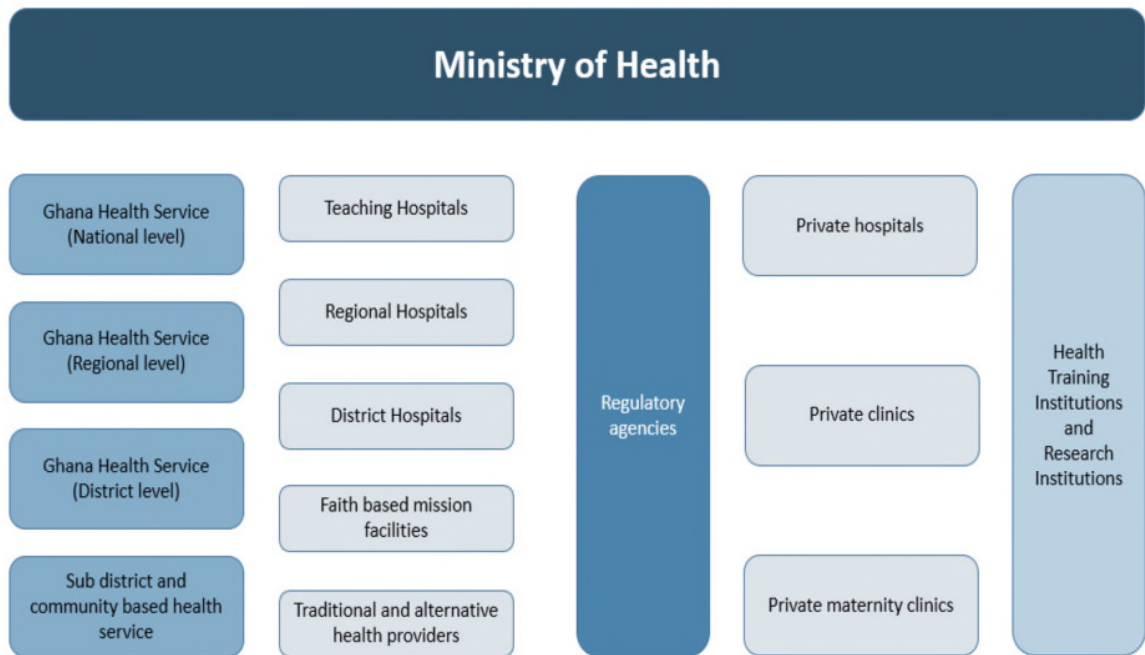 Ministry of Health
Ghana Health Service
(National level)
Ghana Health Service
(Regional level)
Ghana Health Service
(District level)
Sub district and
community based health
service
Teaching Hospitals
Regional Hospitals
District Hospitals
Faith based mission
facilities
Traditional and alternative
health providers
Regulatory
agencies
Private hospitals
Private clinics
Private maternity clinics
Health
Training
Institutions
and
Research
Institutions